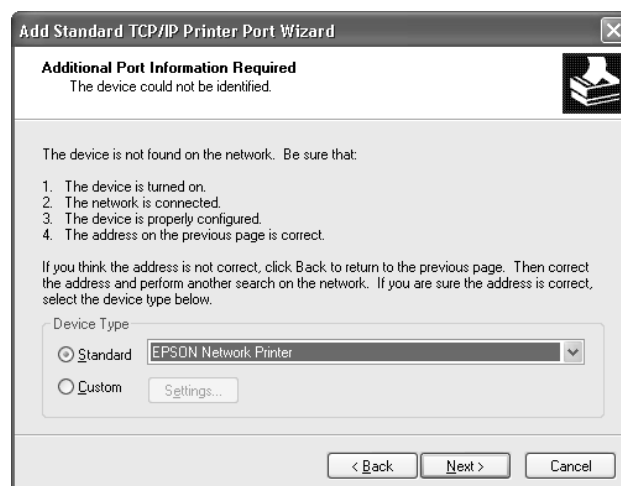 Add Standard TCP/IP Printer Port Wizard
Additional Port Information Required
The device could not be identified.
The device is not found on the network.  Be sure that:
1.  The device is turned on.
2.  The network is connected.
3.  The device is properly configured.
4.  The address on the previous page is correct.
If you think the address is not correct, click Back to return to the previous page.  Then correct
the address and perform another search on the network.  If you are sure the address is correct,
select the device type below.
Device Type
Standard EPSON Network Printer
Custom Settings...
< Back Next > Cancel